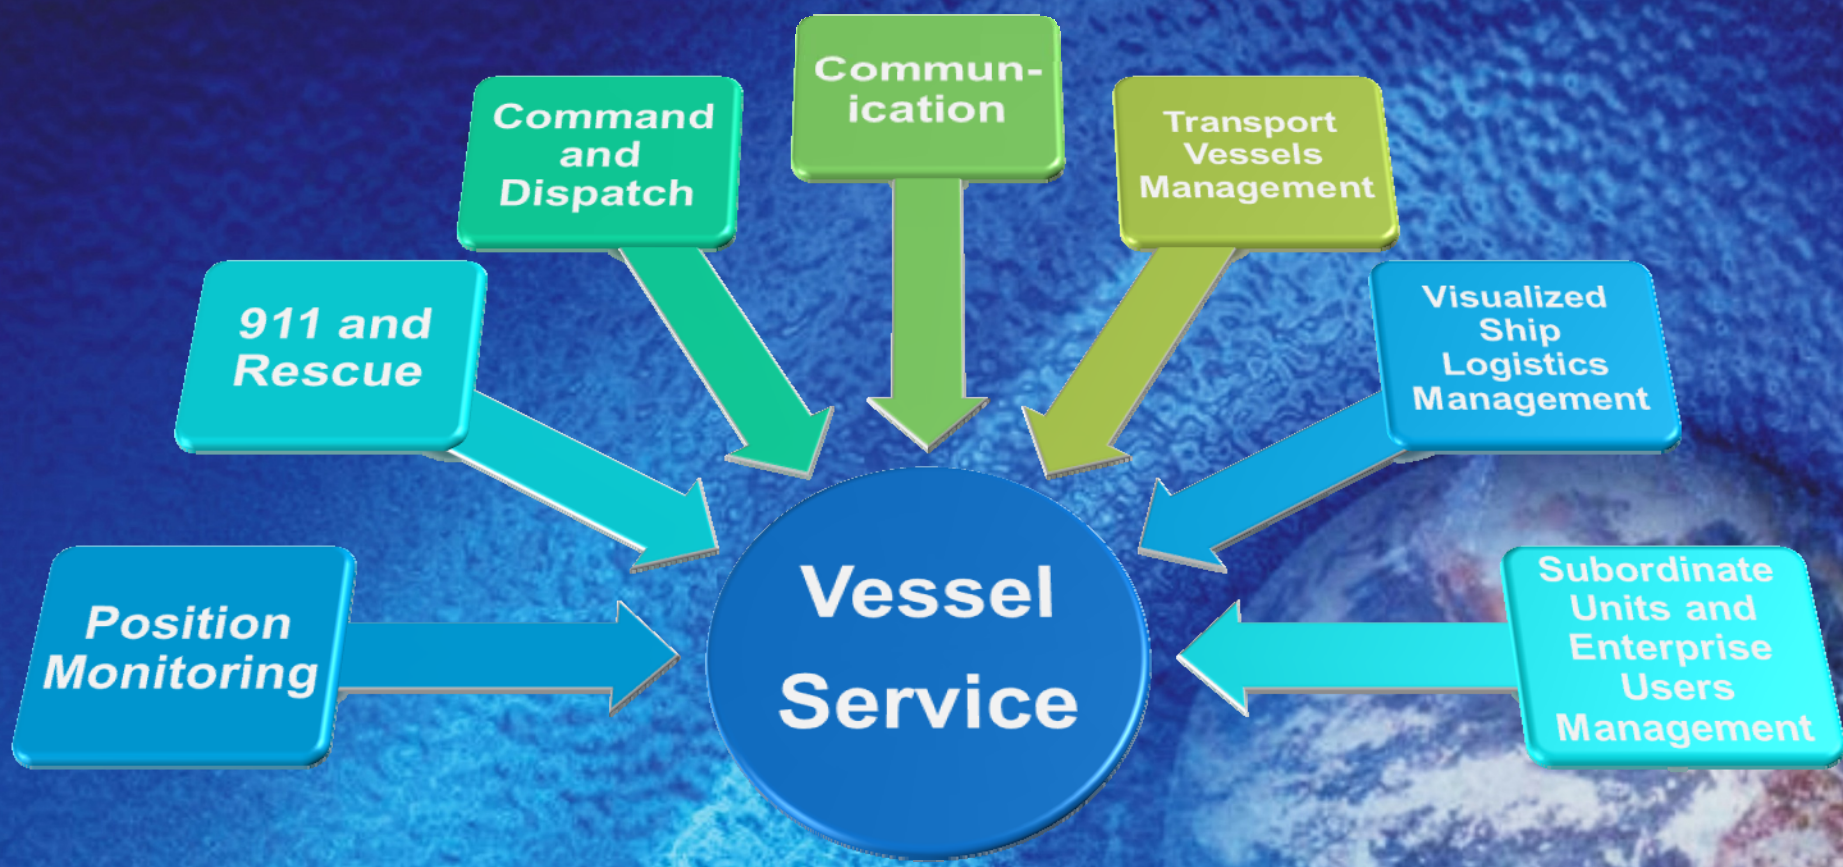 Commun-
ication
Command
and
Dispatch
Transport
Vessels
Management
911 and
Rescue
Visualized
Ship
Logistics
Management
Position
Monitoring
Subordinate
Units and
Enterprise
Users
Management
Vessel
Service